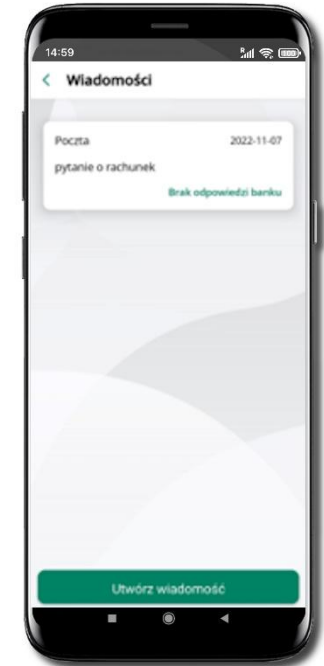 14:59
Wiadomości
Poczta 2022-11-07
pytanie o rachunek
Brak odpowiedzi banku
Utwórz wiadomość